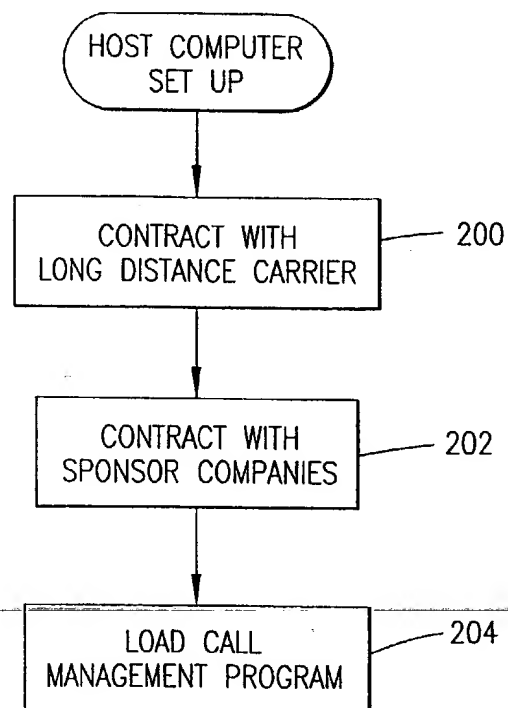 HOST COMPUTER
SET UP
CONTRACT WITH
LONG DISTANCE CARRIER
200
CONTRACT WITH
SPONSOR COMPANIES
202
LOAD CALL
MANAGEMENT PROGRAM
204